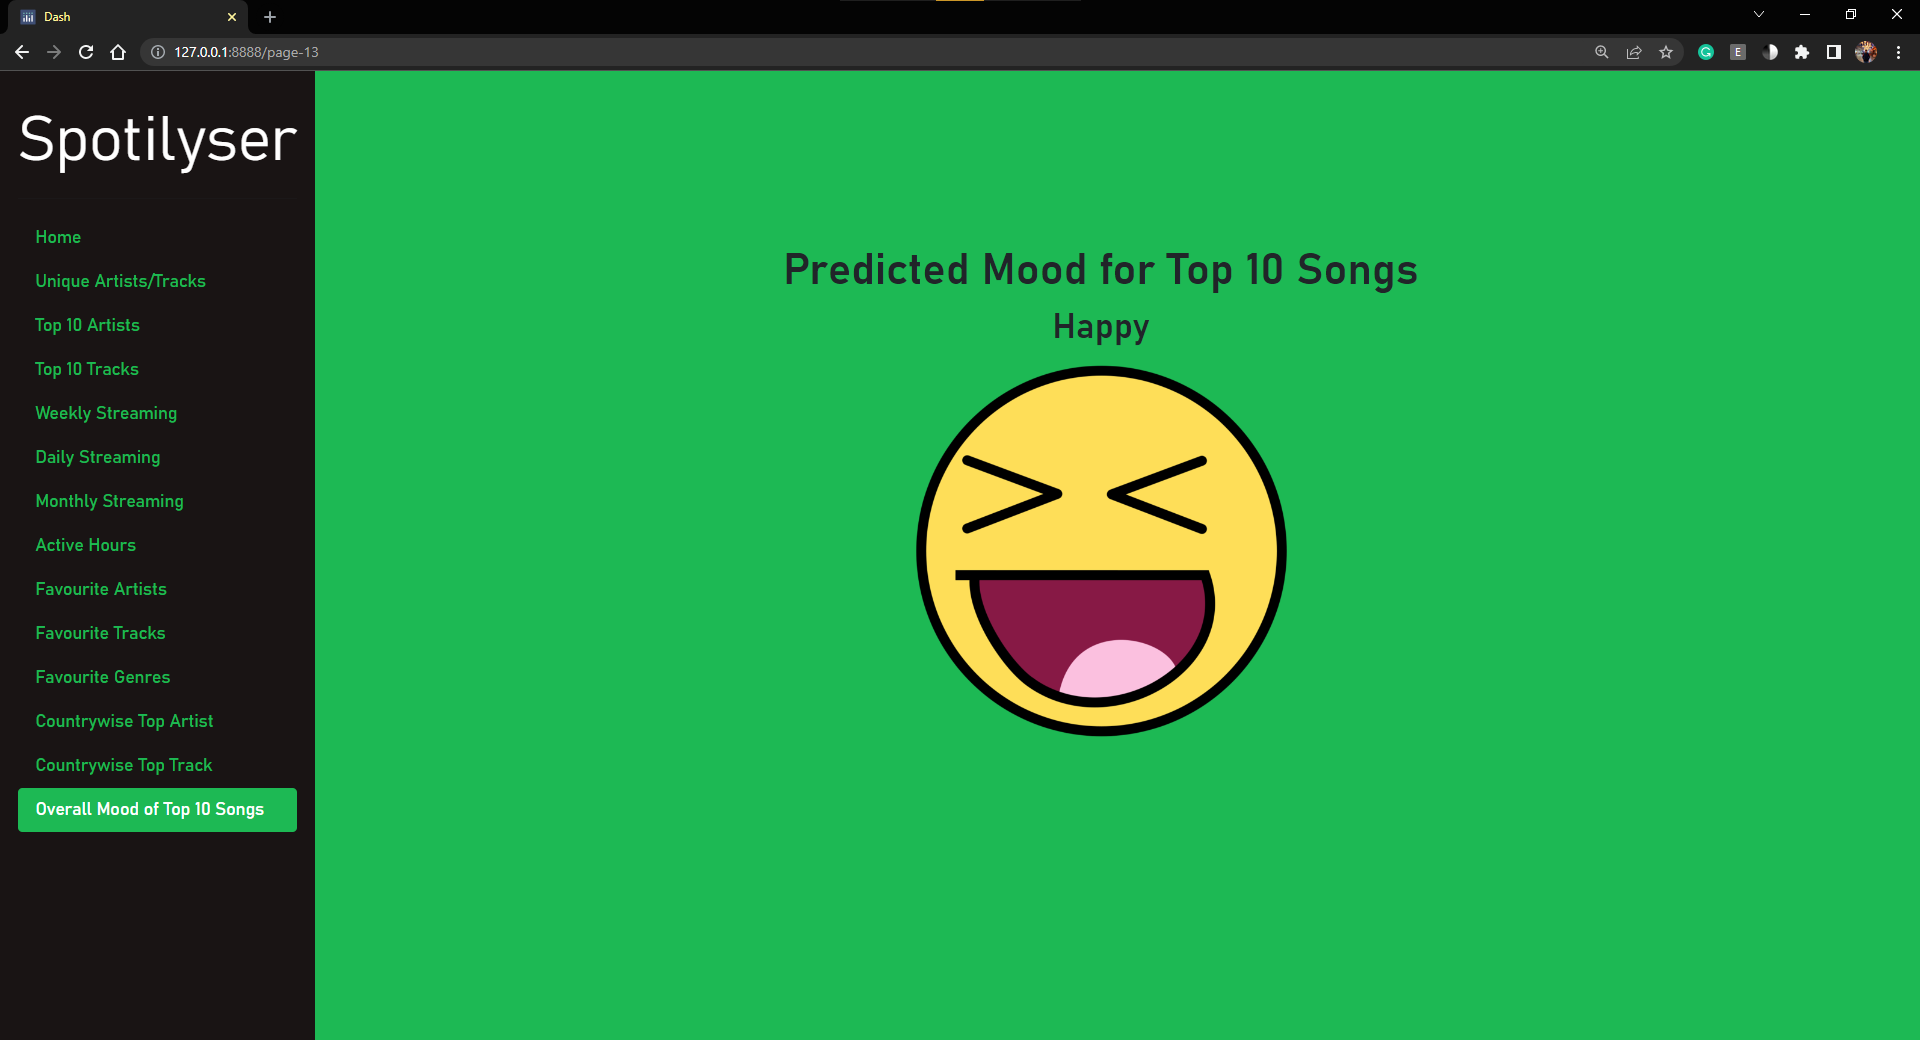 Dash
127.0.0.1:8888/page-13
E
Spotilyser
Home
Unique Artists/Tracks
Top 10 Artists
Top 10 Tracks
Weekly Streaming
Daily Streaming
Monthly Streaming
Active Hours
Favourite Artists
Favourite Tracks
Favourite Genres
Countrywise Top Artist
Countrywise Top Track
Overall Mood of Top 10 Songs
Predicted Mood for Top 10 Songs
Happy